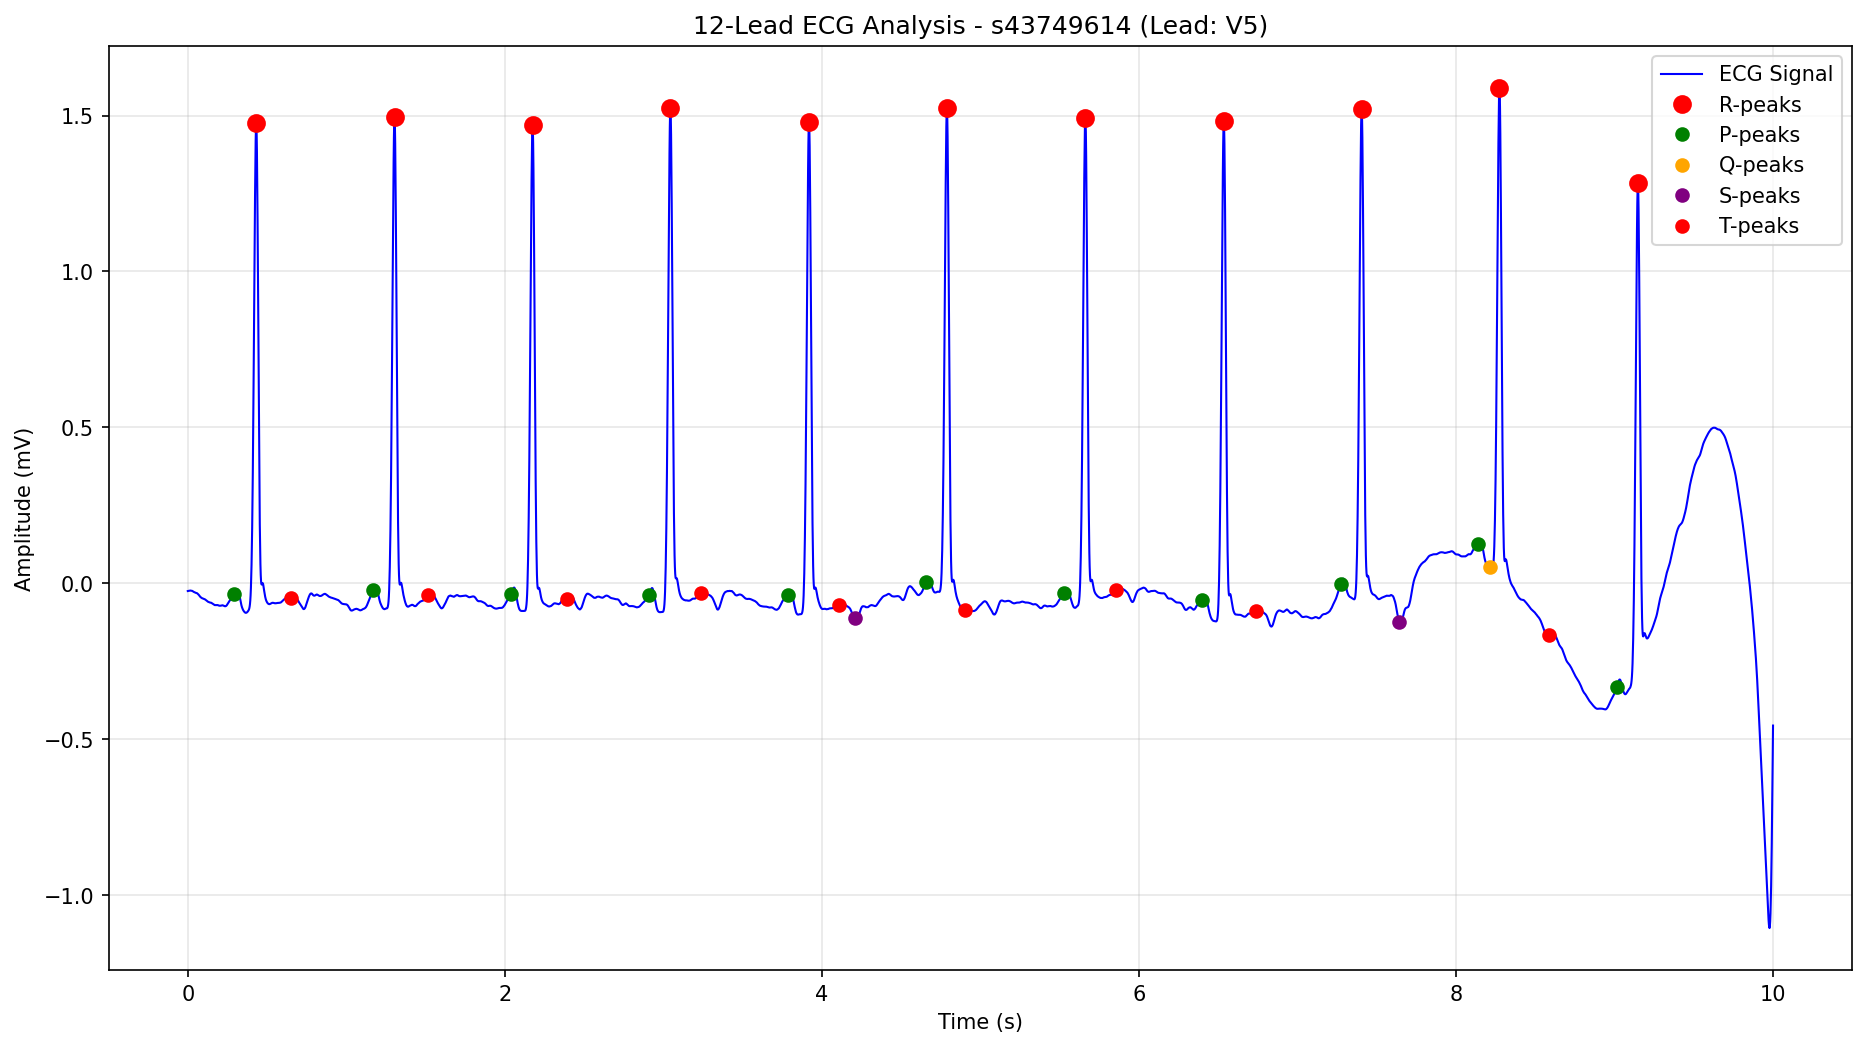 12-Lead ECG Analysis - s43749614 (Lead: V5)
ECG Signal
R-peaks
P-peaks
Q-peaks
S-peaks
T-peaks
Amplitude (mV)
1.5
1.0
0.5
0.0
−0.5
−1.0
0 2 4 6 8 10
Time (s)